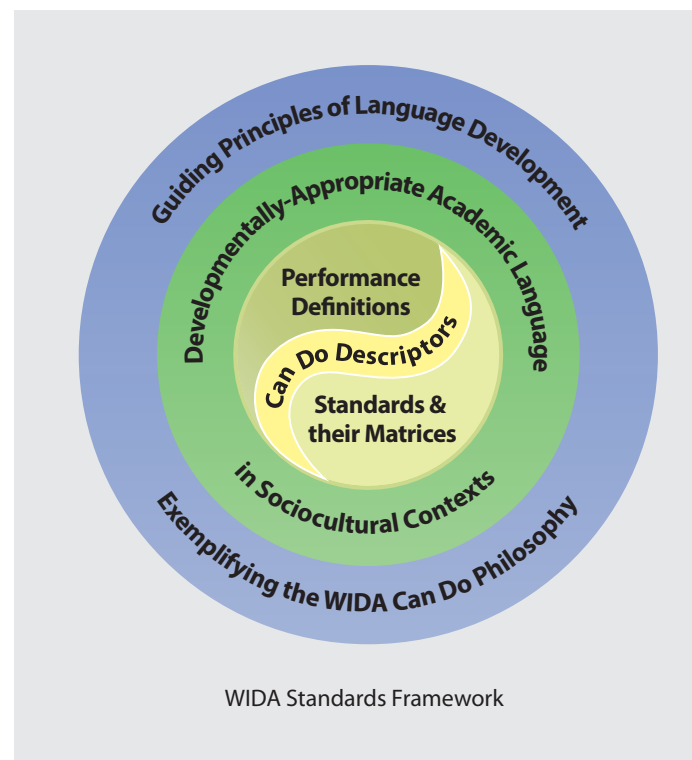 Guiding Principles of Language Development
Developmentally-Appropriate Academic Language
Performance
Definitions
Can Do Descriptors
Standards &
their Matrices
in Sociocultural Contexts
Exemplifying the WIDA Can Do Philosophy
WIDA Standards Framework